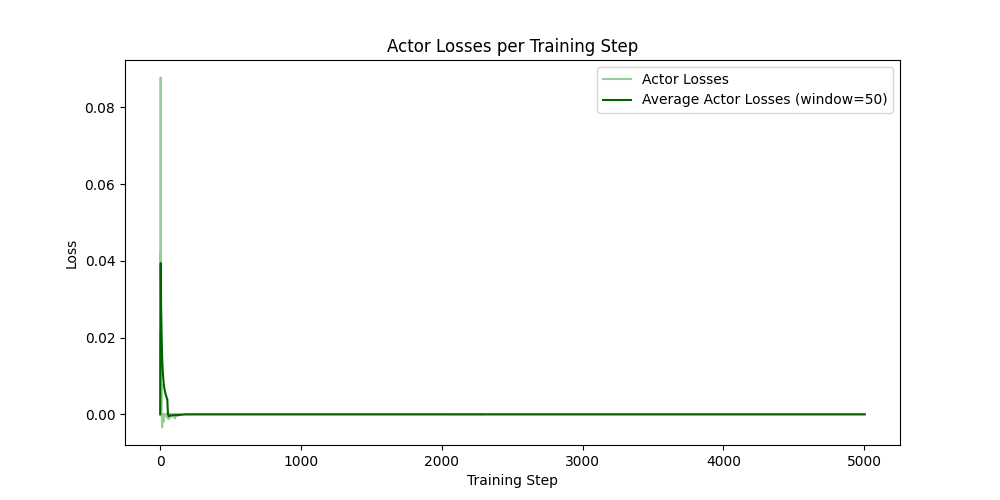 Actor Losses per Training Step
Actor Losses
Average Actor Losses (window=50)
Loss
0.08
0.06
0.04
0.02
0.00
0 1000 2000 3000 4000 5000
Training Step